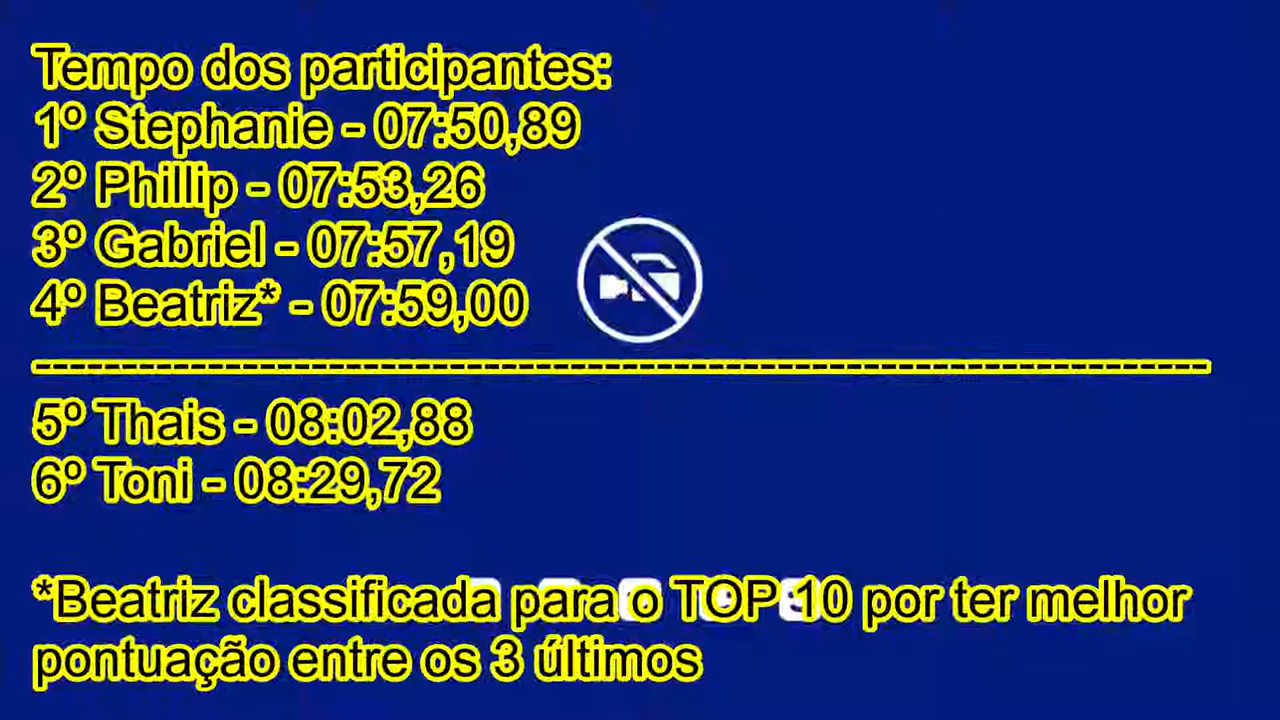 Tempo dos participantes:
1º Stephanie - 07:50,89
2º Phillip - 07:53,26
3º Gabriel - 07:57,19
4º Beatriz* - 07:59,00
--------------------------------------------------------------------
5º Thais - 08:02,88
6º Toni - 08:29,72
*Beatriz classificada para o TOP 10 por ter melhor
pontuação entre os 3 últimos